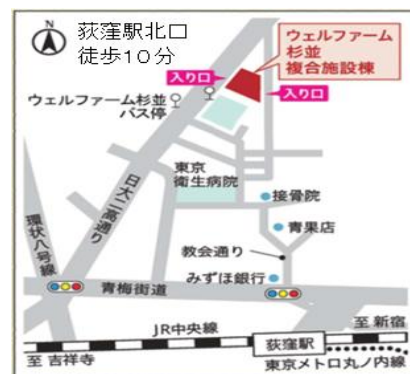 荻窪駅北口
徒歩10分
ウェルファーム
杉並
複合施設棟
入り口
入り口
ウェルファーム杉並
バス停
東京
衛生病院
日大二高通り
接骨院
環状八号線
青果店
教会通り
みずほ銀行
青梅街道
JR中央線
至 新宿
荻窪駅
至 吉祥寺
東京メトロ丸ノ内線